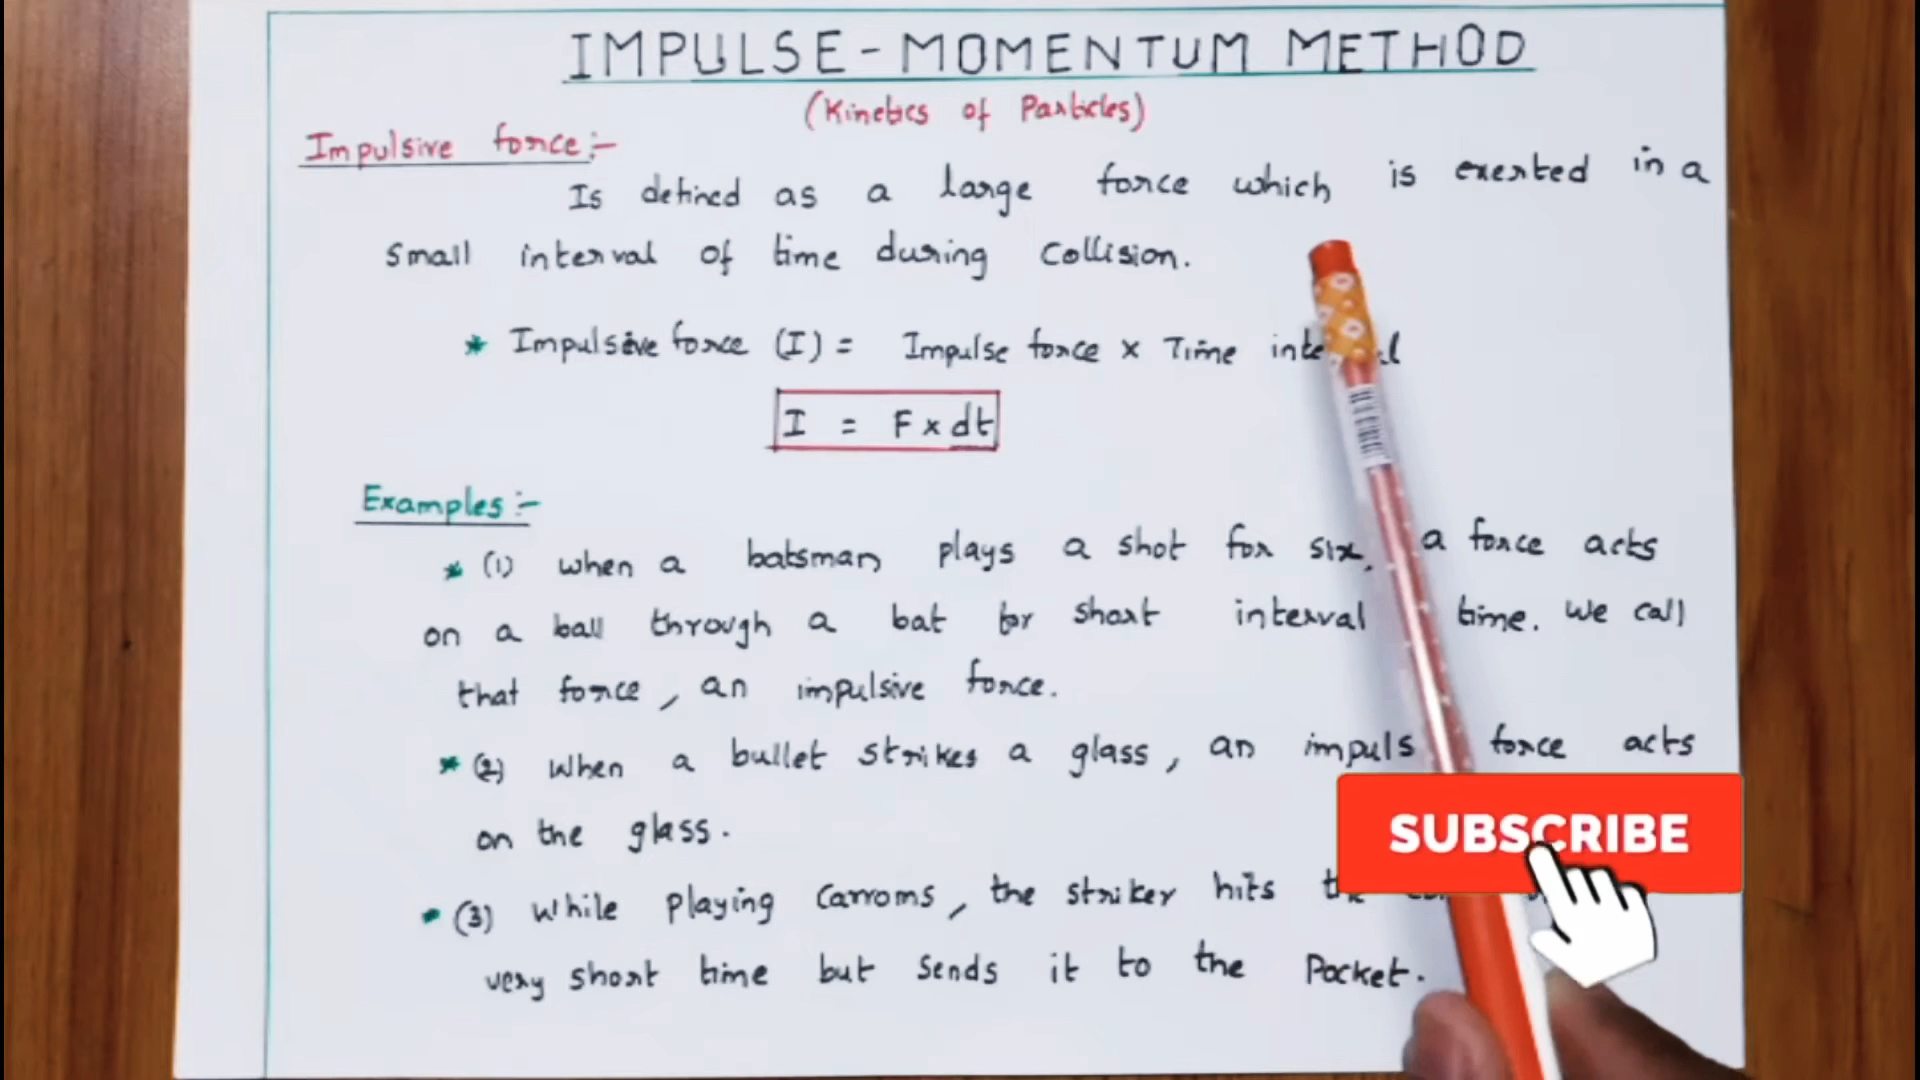 IMPULSE - MOMENTUM METHOD
(Kinetics of Particles)
Impulsive force :-
Is defined as a large force which is exerted in a
small interval of time during Collision.
* Impulsive force (I) = Impulse force x Time
I = F x dt
Examples :-
* (1) when a batsman plays a shot for six, a force acts
on a ball through a bat for short interval time. We call
that force, an impulsive force.
* (2) When a bullet strikes a glass, an force acts
on the glass.
SUBSCRIBE
* (3) While playing Carroms, the striker hits
very short time but sends it to the Pocket.